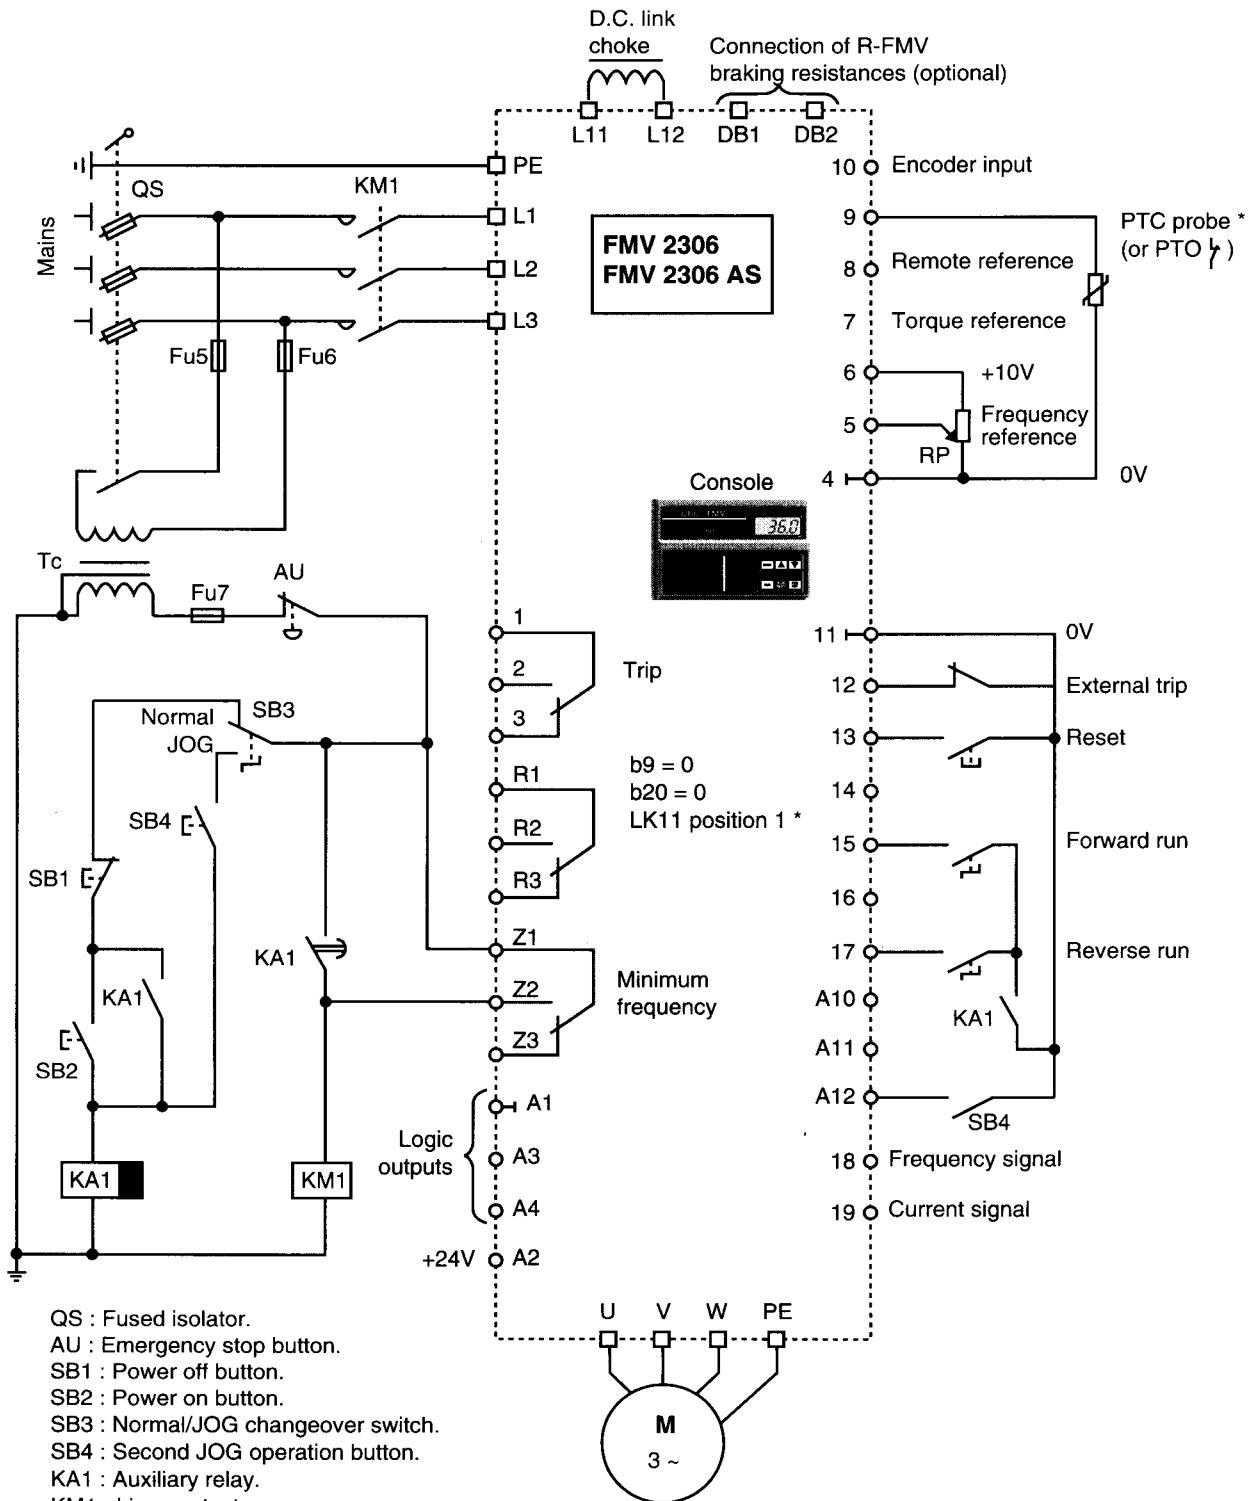 D.C. link
choke
Connection of R-FMV
braking resistances (optional)
L11
L12
DB1
DB2
PE
QS
KM1
L1
Mains
L2
L3
Fu5
Fu6
FMV 2306
FMV 2306 AS
10 Encoder input
9
PTC probe *
(or PTO )
8 Remote reference
7 Torque reference
6 +10V
5 Frequency
reference
RP
4
0V
Console
36.0
Tc
Fu7
AU
1
2
3
Trip
11
0V
12
External trip
13
Reset
14
15
Forward run
16
17
Reverse run
Normal
JOG
SB3
SB4
SB1
KA1
SB2
KA1
KA1
KM1
R1
R2
R3
b9 = 0
b20 = 0
LK11 position 1 *
Z1
Z2
Z3
Minimum
frequency
A10
KA1
A11
A12
SB4
Logic
outputs
A1
A3
A4
+24V
A2
18 Frequency signal
19 Current signal
U
V
W
PE
M
3 ~
QS : Fused isolator.
AU : Emergency stop button.
SB1 : Power off button.
SB2 : Power on button.
SB3 : Normal/JOG changeover switch.
SB4 : Second JOG operation button.
KA1 : Auxiliary relay.